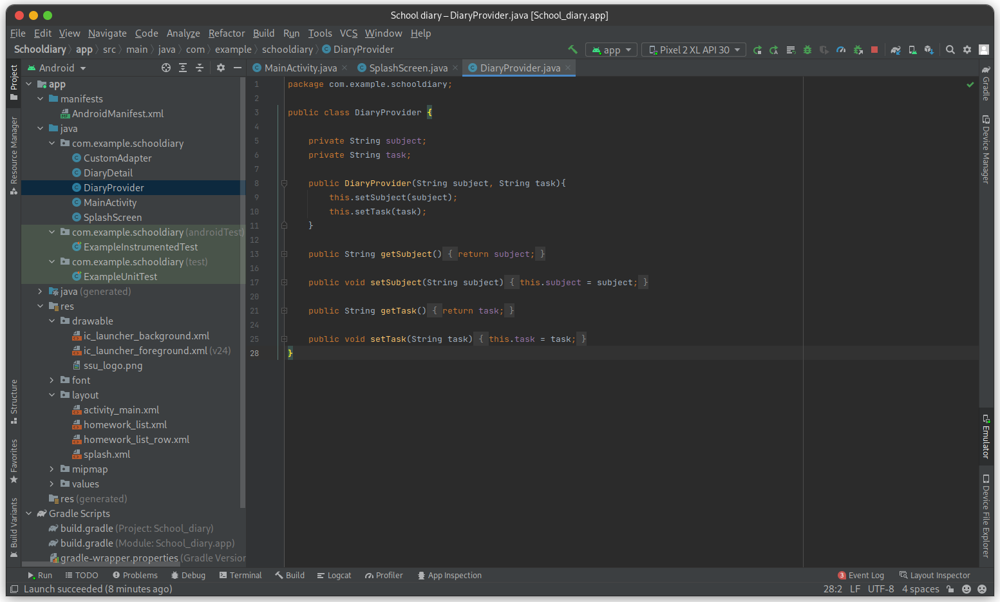 School diary – DiaryProvider.java [School_diary.app]
File Edit View Navigate Code Analyze Refactor Build Run Tools VCS Window Help
Schooldiary app src main java com example schooldiary DiaryProvider app Pixel 2 XL API 30
Project
Resource Manager
Structure
Favorites
Build Variants
Android
app
manifests
AndroidManifest.xml
java
com.example.schooldiary
CustomAdapter
DiaryDetail
DiaryProvider
MainActivity
SplashScreen
com.example.schooldiary (androidTest)
ExampleInstrumentedTest
com.example.schooldiary (test)
ExampleUnitTest
java (generated)
res
drawable
ic_launcher_background.xml
ic_launcher_foreground.xml (v24)
ssu_logo.png
font
layout
activity_main.xml
homework_list.xml
homework_list_row.xml
splash.xml
mipmap
values
res (generated)
Gradle Scripts
build.gradle (Project: School_diary)
build.gradle (Module: School_diary.app)
gradle-wrapper.properties (Gradle Version
MainActivity.java SplashScreen.java DiaryProvider.java
1 package com.example.schooldiary;
2
3 public class DiaryProvider {
4
5 private String subject;
6 private String task;
7
8 public DiaryProvider(String subject, String task){
9 this.setSubject(subject);
10 this.setTask(task);
11 }
12
13 public String getSubject() { return subject; }
16
17 public void setSubject(String subject) { this.subject = subject; }
20
21 public String getTask() { return task; }
24
25 public void setTask(String task) { this.task = task; }
28 }
Gradle
Device Manager
Emulator
Device File Explorer
Run TODO Problems Debug Terminal Build Logcat Profiler App Inspection 3 Event Log Layout Inspector
Launch succeeded (8 minutes ago) 28:2 LF UTF-8 4 spaces